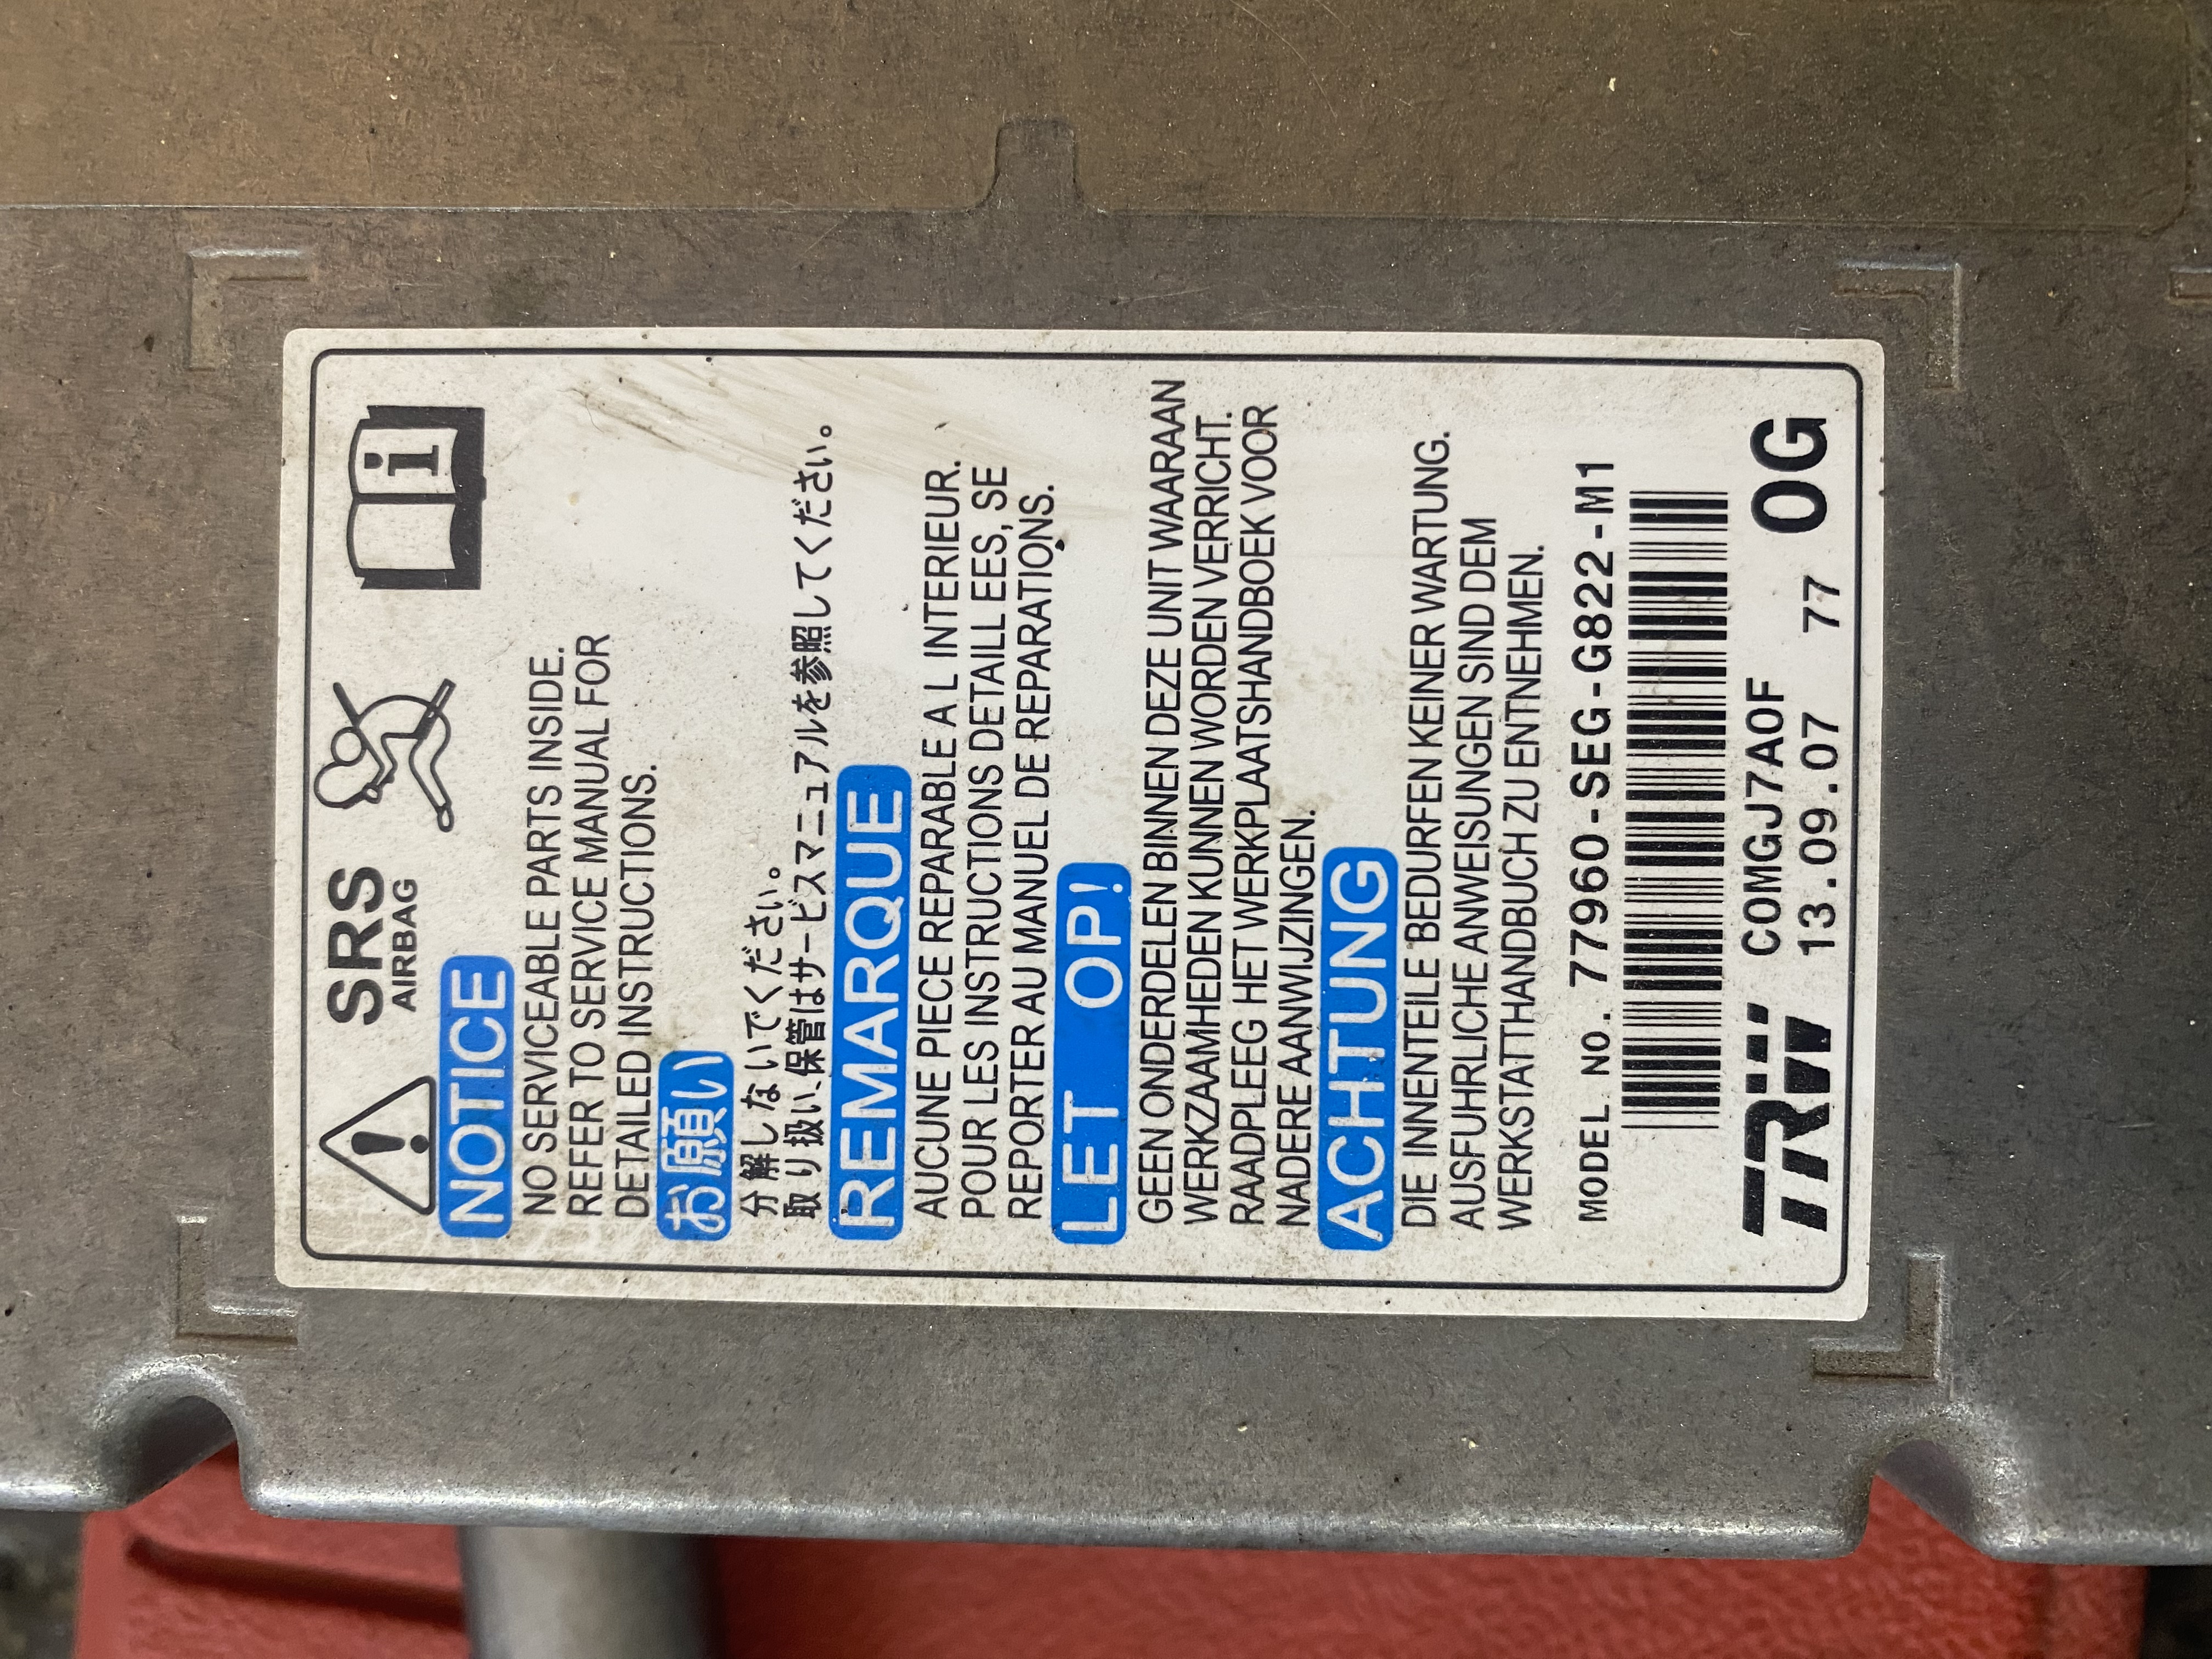 SRS
AIRBAG
i
NOTICE
NO SERVICEABLE PARTS INSIDE.
REFER TO SERVICE MANUAL FOR
DETAILED INSTRUCTIONS.
お願い
分解しないでください。
取り扱い、保管はサービスマニュアルを参照してください。
REMARQUE
AUCUNE PIECE REPARABLE A L INTERIEUR.
POUR LES INSTRUCTIONS DETAILLEES, SE
REPORTER AU MANUEL DE REPARATIONS.
LET OP!
GEEN ONDERDELEN BINNEN DEZE UNIT WAARAAN
WERKZAAMHEDEN KUNNEN WORDEN VERRICHT.
RAADPLEEG HET WERKPLAATSHANDBOEK VOOR
NADERE AANWIJZINGEN.
ACHTUNG
DIE INNENTEILE BEDURFEN KEINER WARTUNG.
AUSFUHRLICHE ANWEISUNGEN SIND DEM
WERKSTATTHANDBUCH ZU ENTNEHMEN.
MODEL NO. 77960-SEG-G822-M1
TRW COMGJ7A0F 0G
13.09.07 77